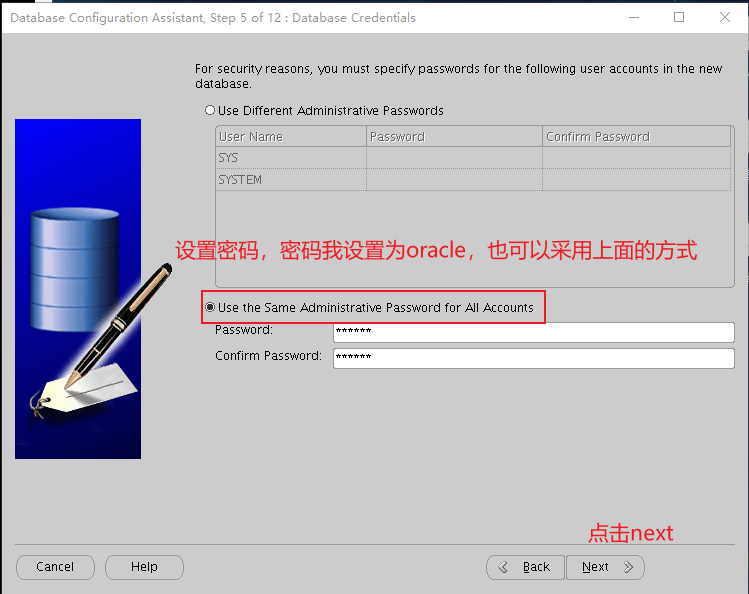 Database Configuration Assistant, Step 5 of 12 : Database Credentials
For security reasons, you must specify passwords for the following user accounts in the new
database.
Use Different Administrative Passwords
User Name Password Confirm Password
SYS
SYSTEM
设置密码，密码我设置为oracle，也可以采用上面的方式
Use the Same Administrative Password for All Accounts
Password: ******
Confirm Password: ******
点击next
Cancel Help Back Next